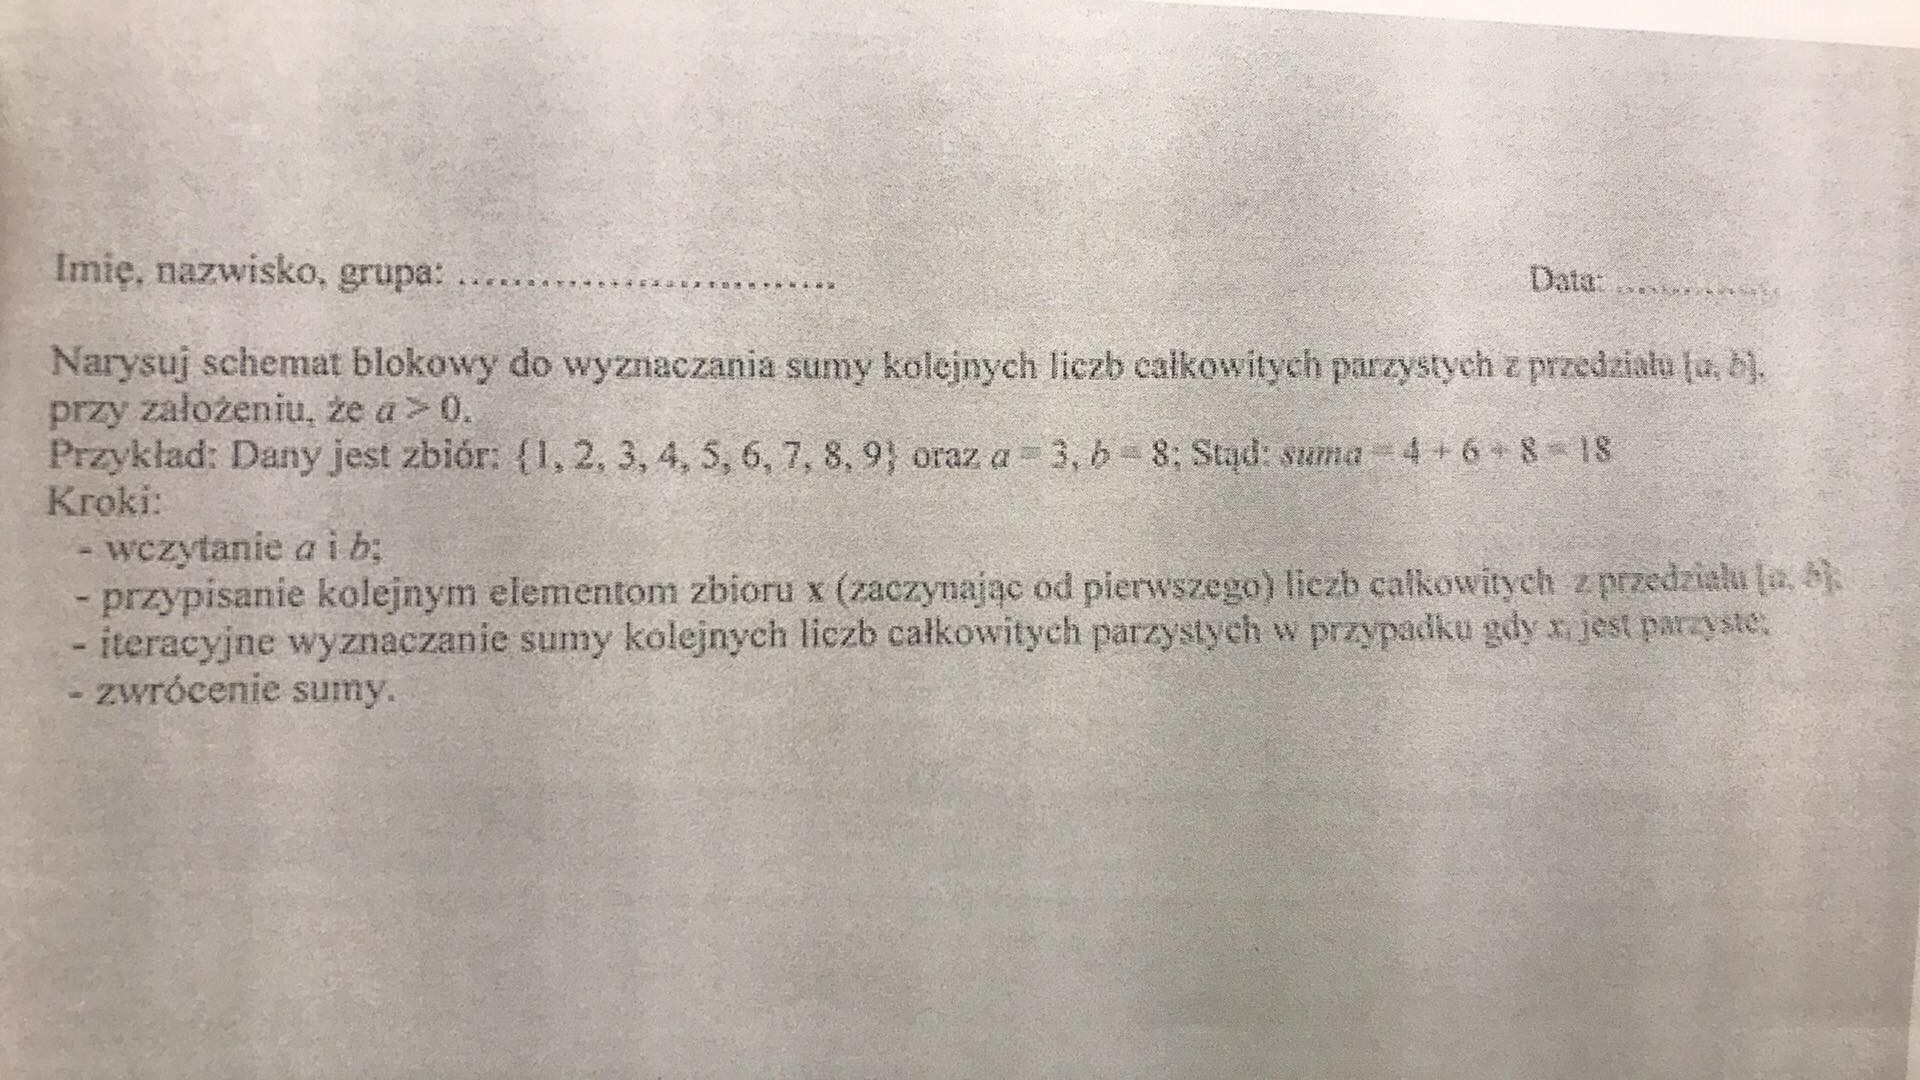 Imię, nazwisko, grupa: ........................................
Data: ..................
Narysuj schemat blokowy do wyznaczania sumy kolejnych liczb całkowitych parzystych z przedziału [a, b],
przy założeniu, że a > 0.
Przykład: Dany jest zbiór: {1, 2, 3, 4, 5, 6, 7, 8, 9} oraz a = 3, b = 8; Stąd: suma = 4 + 6 + 8 = 18
Kroki:
- wczytanie a i b;
- przypisanie kolejnym elementom zbioru x (zaczynając od pierwszego) liczb całkowitych z przedziału [a, b];
- iteracyjne wyznaczanie sumy kolejnych liczb całkowitych parzystych w przypadku gdy xᵢ jest parzyste;
- zwrócenie sumy.